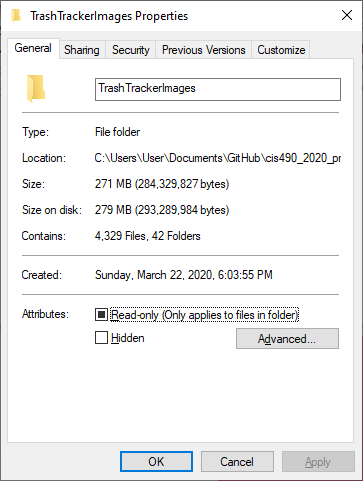 TrashTrackerImages Properties
General Sharing Security Previous Versions Customize
TrashTrackerImages
Type: File folder
Location: C:\Users\User\Documents\GitHub\cis490_2020_pr
Size: 271 MB (284,329,827 bytes)
Size on disk: 279 MB (293,289,984 bytes)
Contains: 4,329 Files, 42 Folders
Created: Sunday, March 22, 2020, 6:03:55 PM
Attributes: Read-only (Only applies to files in folder)
Hidden Advanced...
OK Cancel Apply